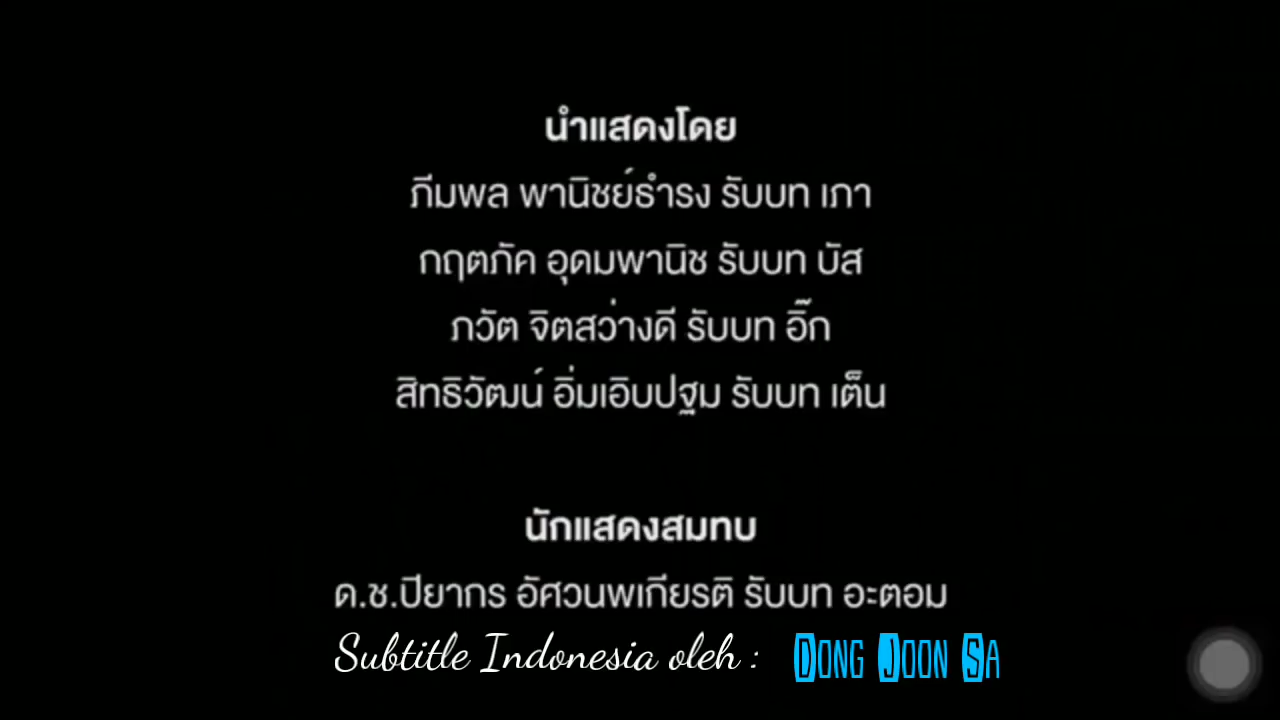 นำแสดงโดย
ภีมพล พานิชย์ธำรง รับบท เภา
กฤตภัค อุดมพานิช รับบท บัส
ภวัต จิตสว่างดี รับบท อิ๊ก
สิทธิวัฒน์ อิ่มเอิบปฐม รับบท เต็น
นักแสดงสมทบ
ด.ช.ปิยากร อัศวนพเกียรติ รับบท อะตอม
Subtitle Indonesia oleh : DONG JOON SA